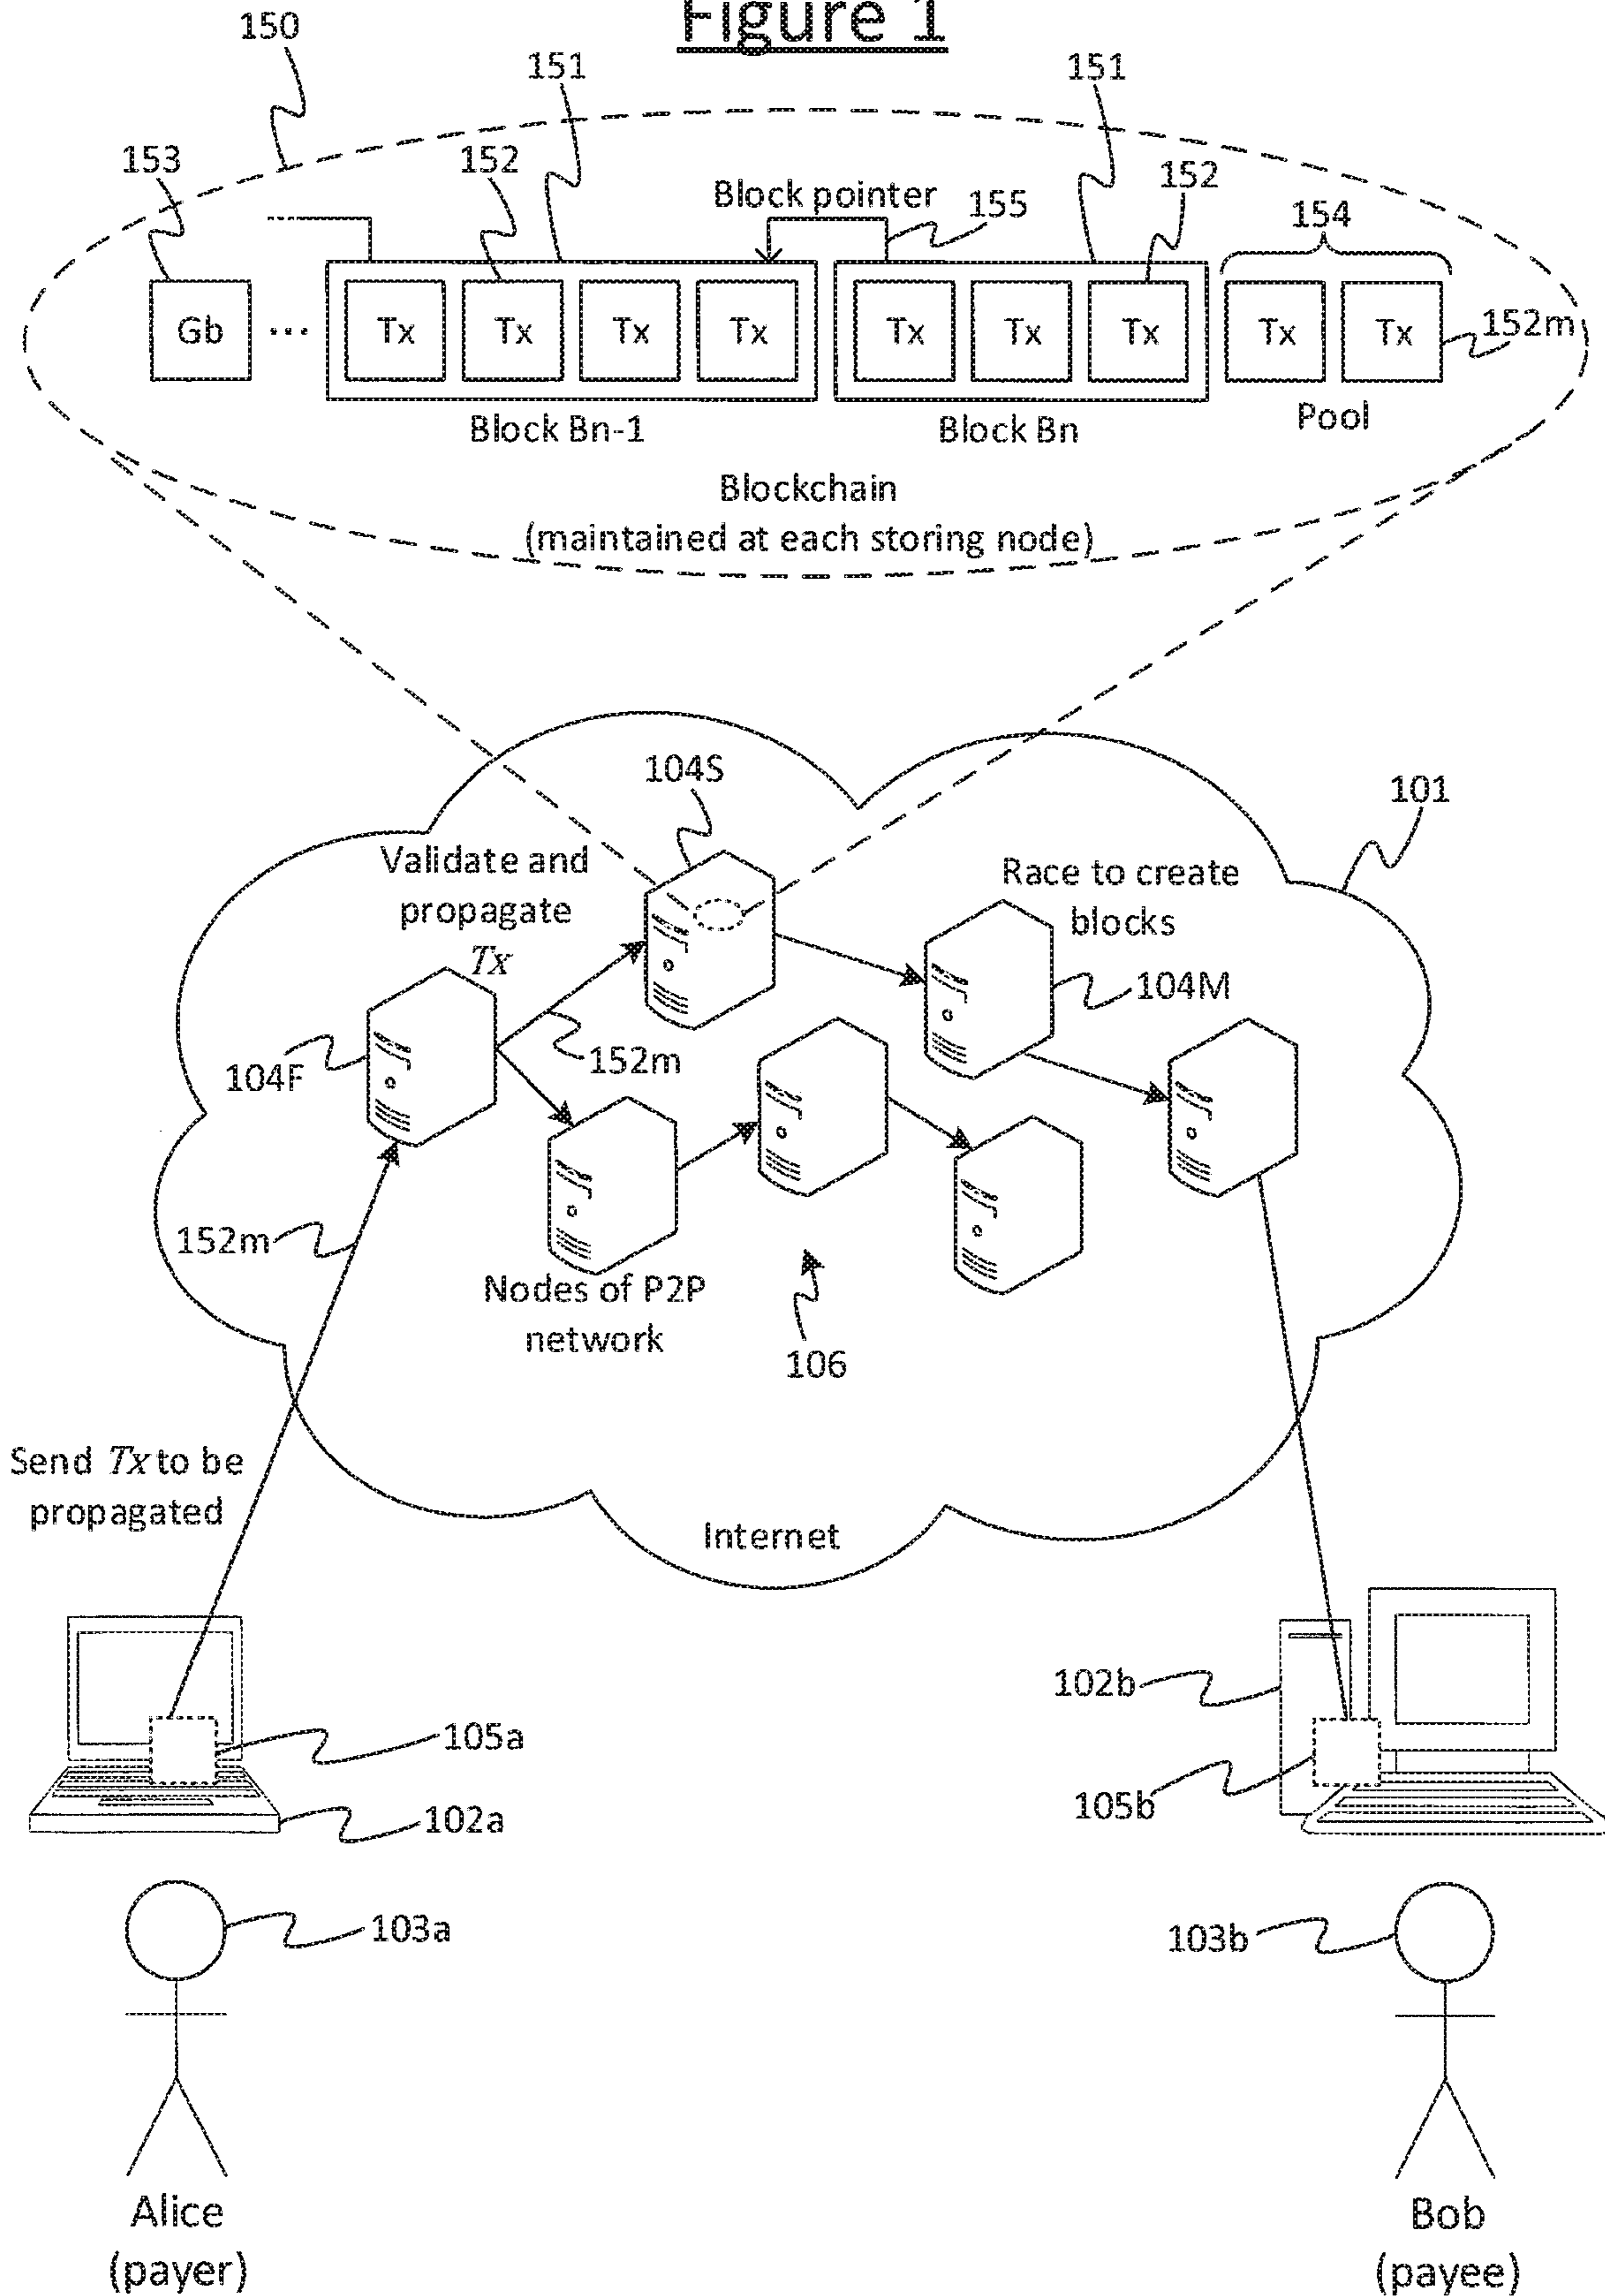 Figure 1
150
151
151
153
152
Block pointer
155
152
154
Gb
...
Tx
Tx
Tx
Tx
Tx
Tx
Tx
Tx
Tx
152m
Block Bn-1
Block Bn
Pool
Blockchain
(maintained at each storing node)
104S
101
Validate and
propagate
Tx
Race to create
blocks
104M
152m
104F
152m
Nodes of P2P
network
106
Send Tx to be
propagated
Internet
102b
105a
105b
102a
103a
103b
Alice
(payer)
Bob
(payee)